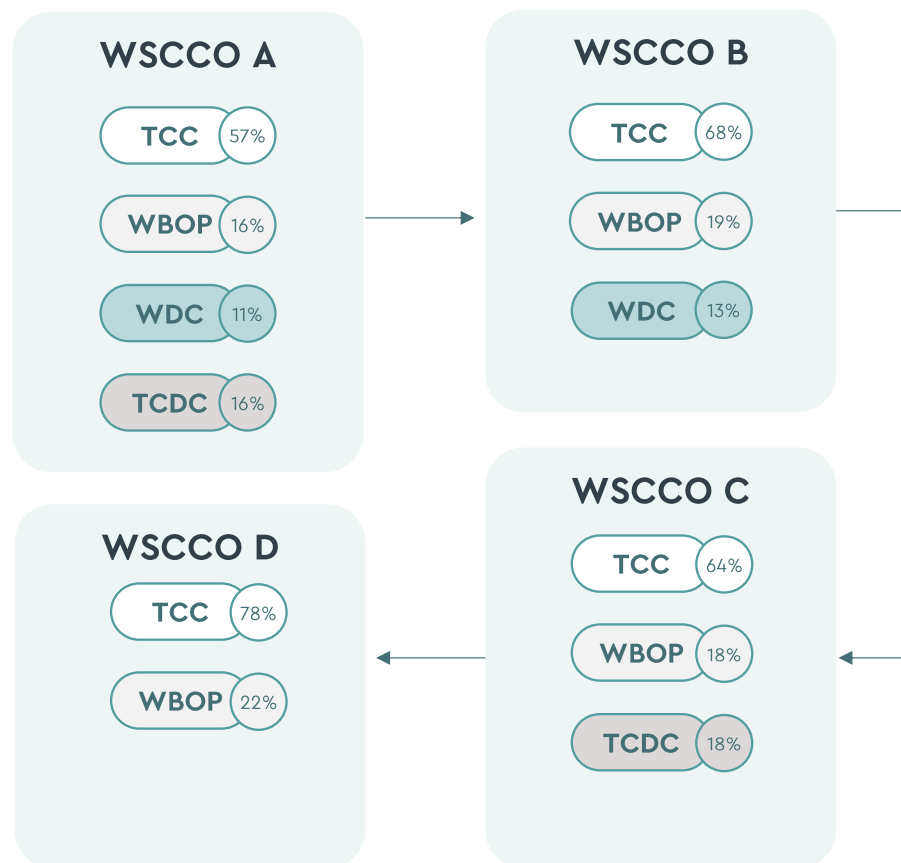 WSCCO A
TCC 57%
WBOP 16%
WDC 11%
TCDC 16%
WSCCO B
TCC 68%
WBOP 19%
WDC 13%
WSCCO C
TCC 64%
WBOP 18%
TCDC 18%
WSCCO D
TCC 78%
WBOP 22%